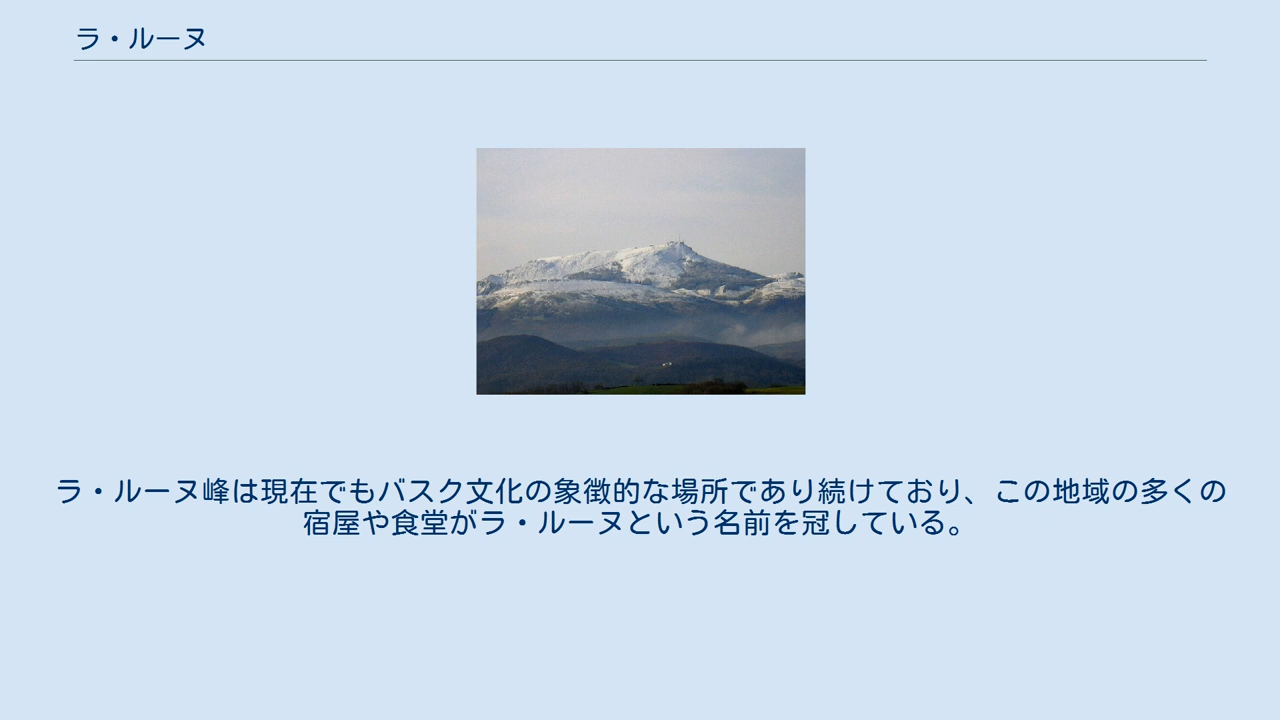 ラ・ルーヌ
ラ・ルーヌ峰は現在でもバスク文化の象徴的な場所であり続けており、この地域の多くの
宿屋や食堂がラ・ルーヌという名前を冠している。